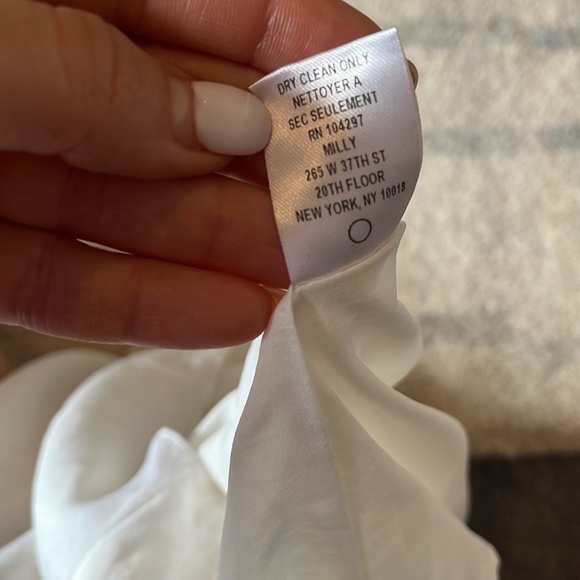 DRY CLEAN ONLY
NETTOYER A
SEC SEULEMENT
RN 104297
MILLY
265 W 37TH ST
20TH FLOOR
NEW YORK, NY 10018